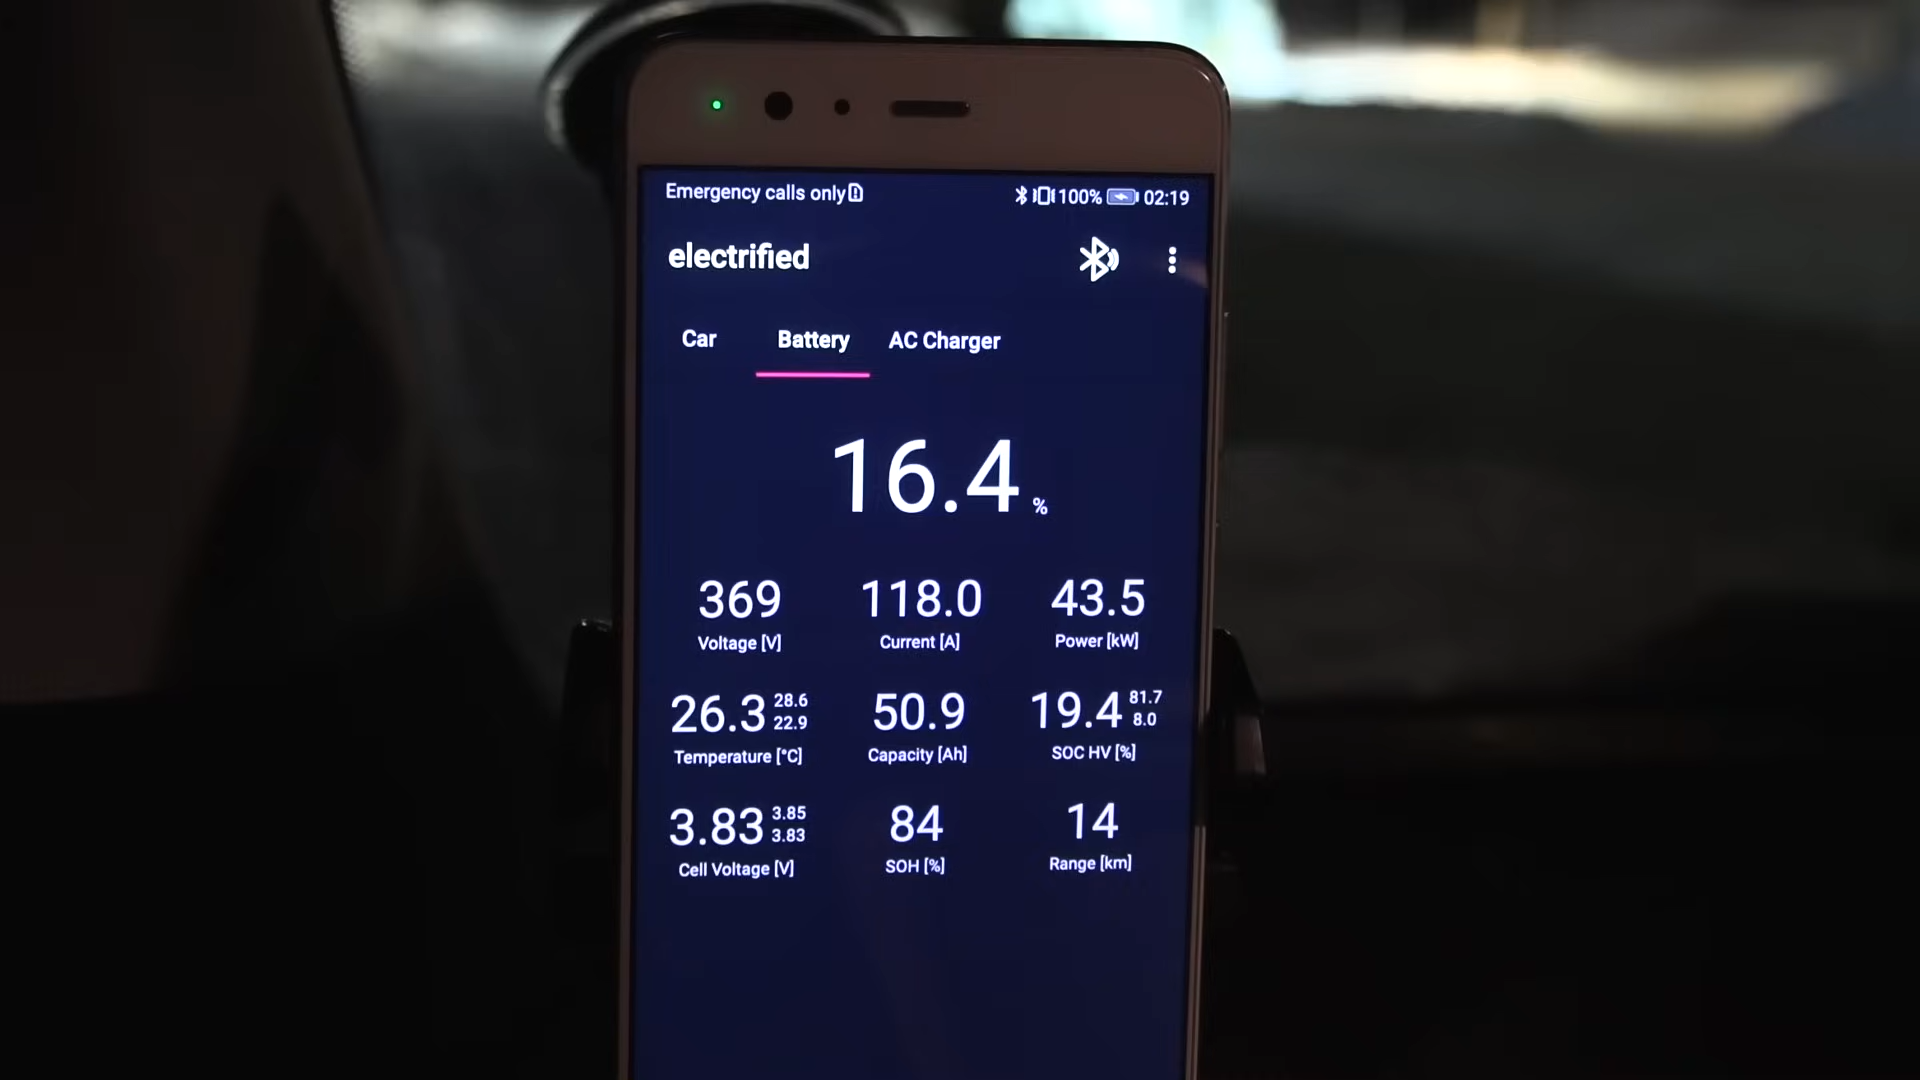 Emergency calls only 100% 02:19
electrified
Car Battery AC Charger
16.4 %
369 118.0 43.5
Voltage [V] Current [A] Power [kW]
26.3 28.6 22.9 50.9 19.4 81.7 8.0
Temperature [°C] Capacity [Ah] SOC HV [%]
3.83 3.85 3.83 84 14
Cell Voltage [V] SOH [%] Range [km]